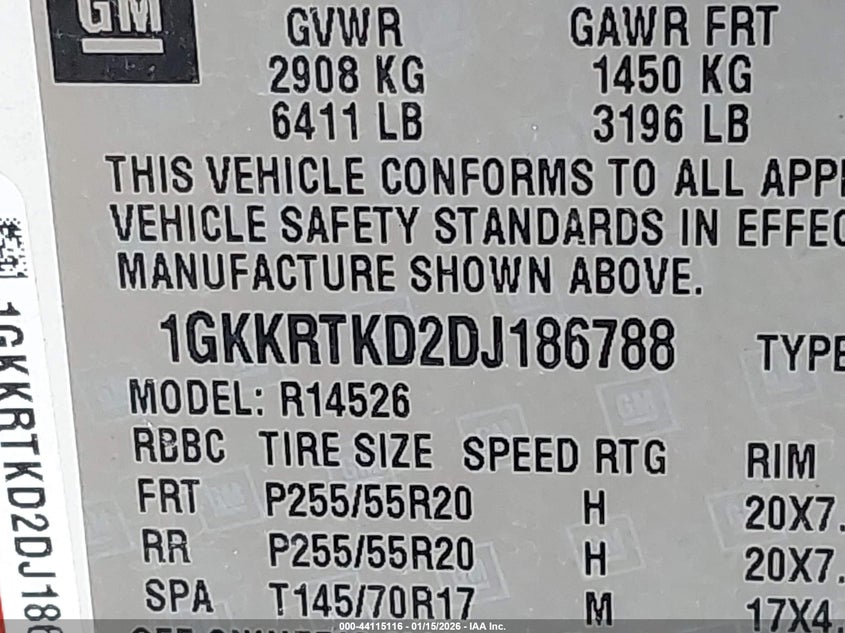 GM
GVWR GAWR FRT
2908 KG 1450 KG
6411 LB 3196 LB
THIS VEHICLE CONFORMS TO ALL APPL
VEHICLE SAFETY STANDARDS IN EFFEC
MANUFACTURE SHOWN ABOVE.
1GKKRTKD2DJ186788 TYPE
MODEL: R14526
RBBC TIRE SIZE SPEED RTG RIM
FRT P255/55R20 H 20X7.
RR P255/55R20 H 20X7.
SPA T145/70R17 M 17X4.
1GKKRTKD2DJ186
000-44115116 - 01/15/2026 - IAA Inc.